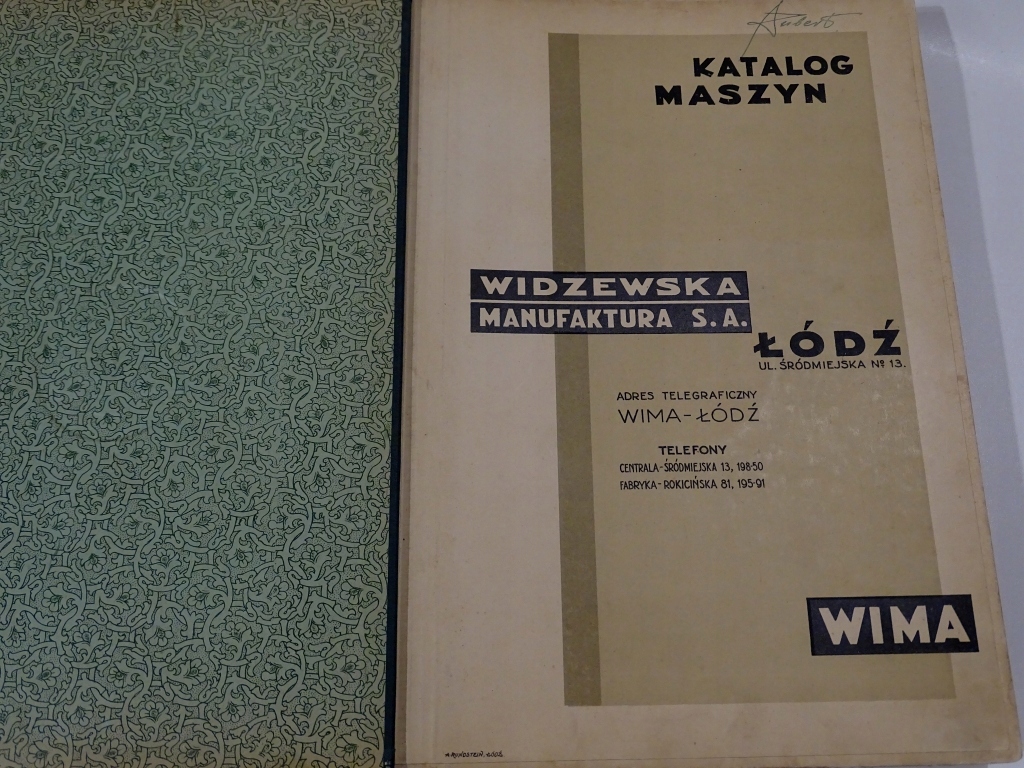 KATALOG
MASZYN
WIDZEWSKA
MANUFAKTURA S.A.
ŁÓDŹ
UL. ŚRÓDMIEJSKA Nº 13.
ADRES TELEGRAFICZNY
WIMA-ŁÓDŹ
TELEFONY
CENTRALA-ŚRÓDMIEJSKA 13, 198-50
FABRYKA-ROKICIŃSKA 81, 195-91
WIMA